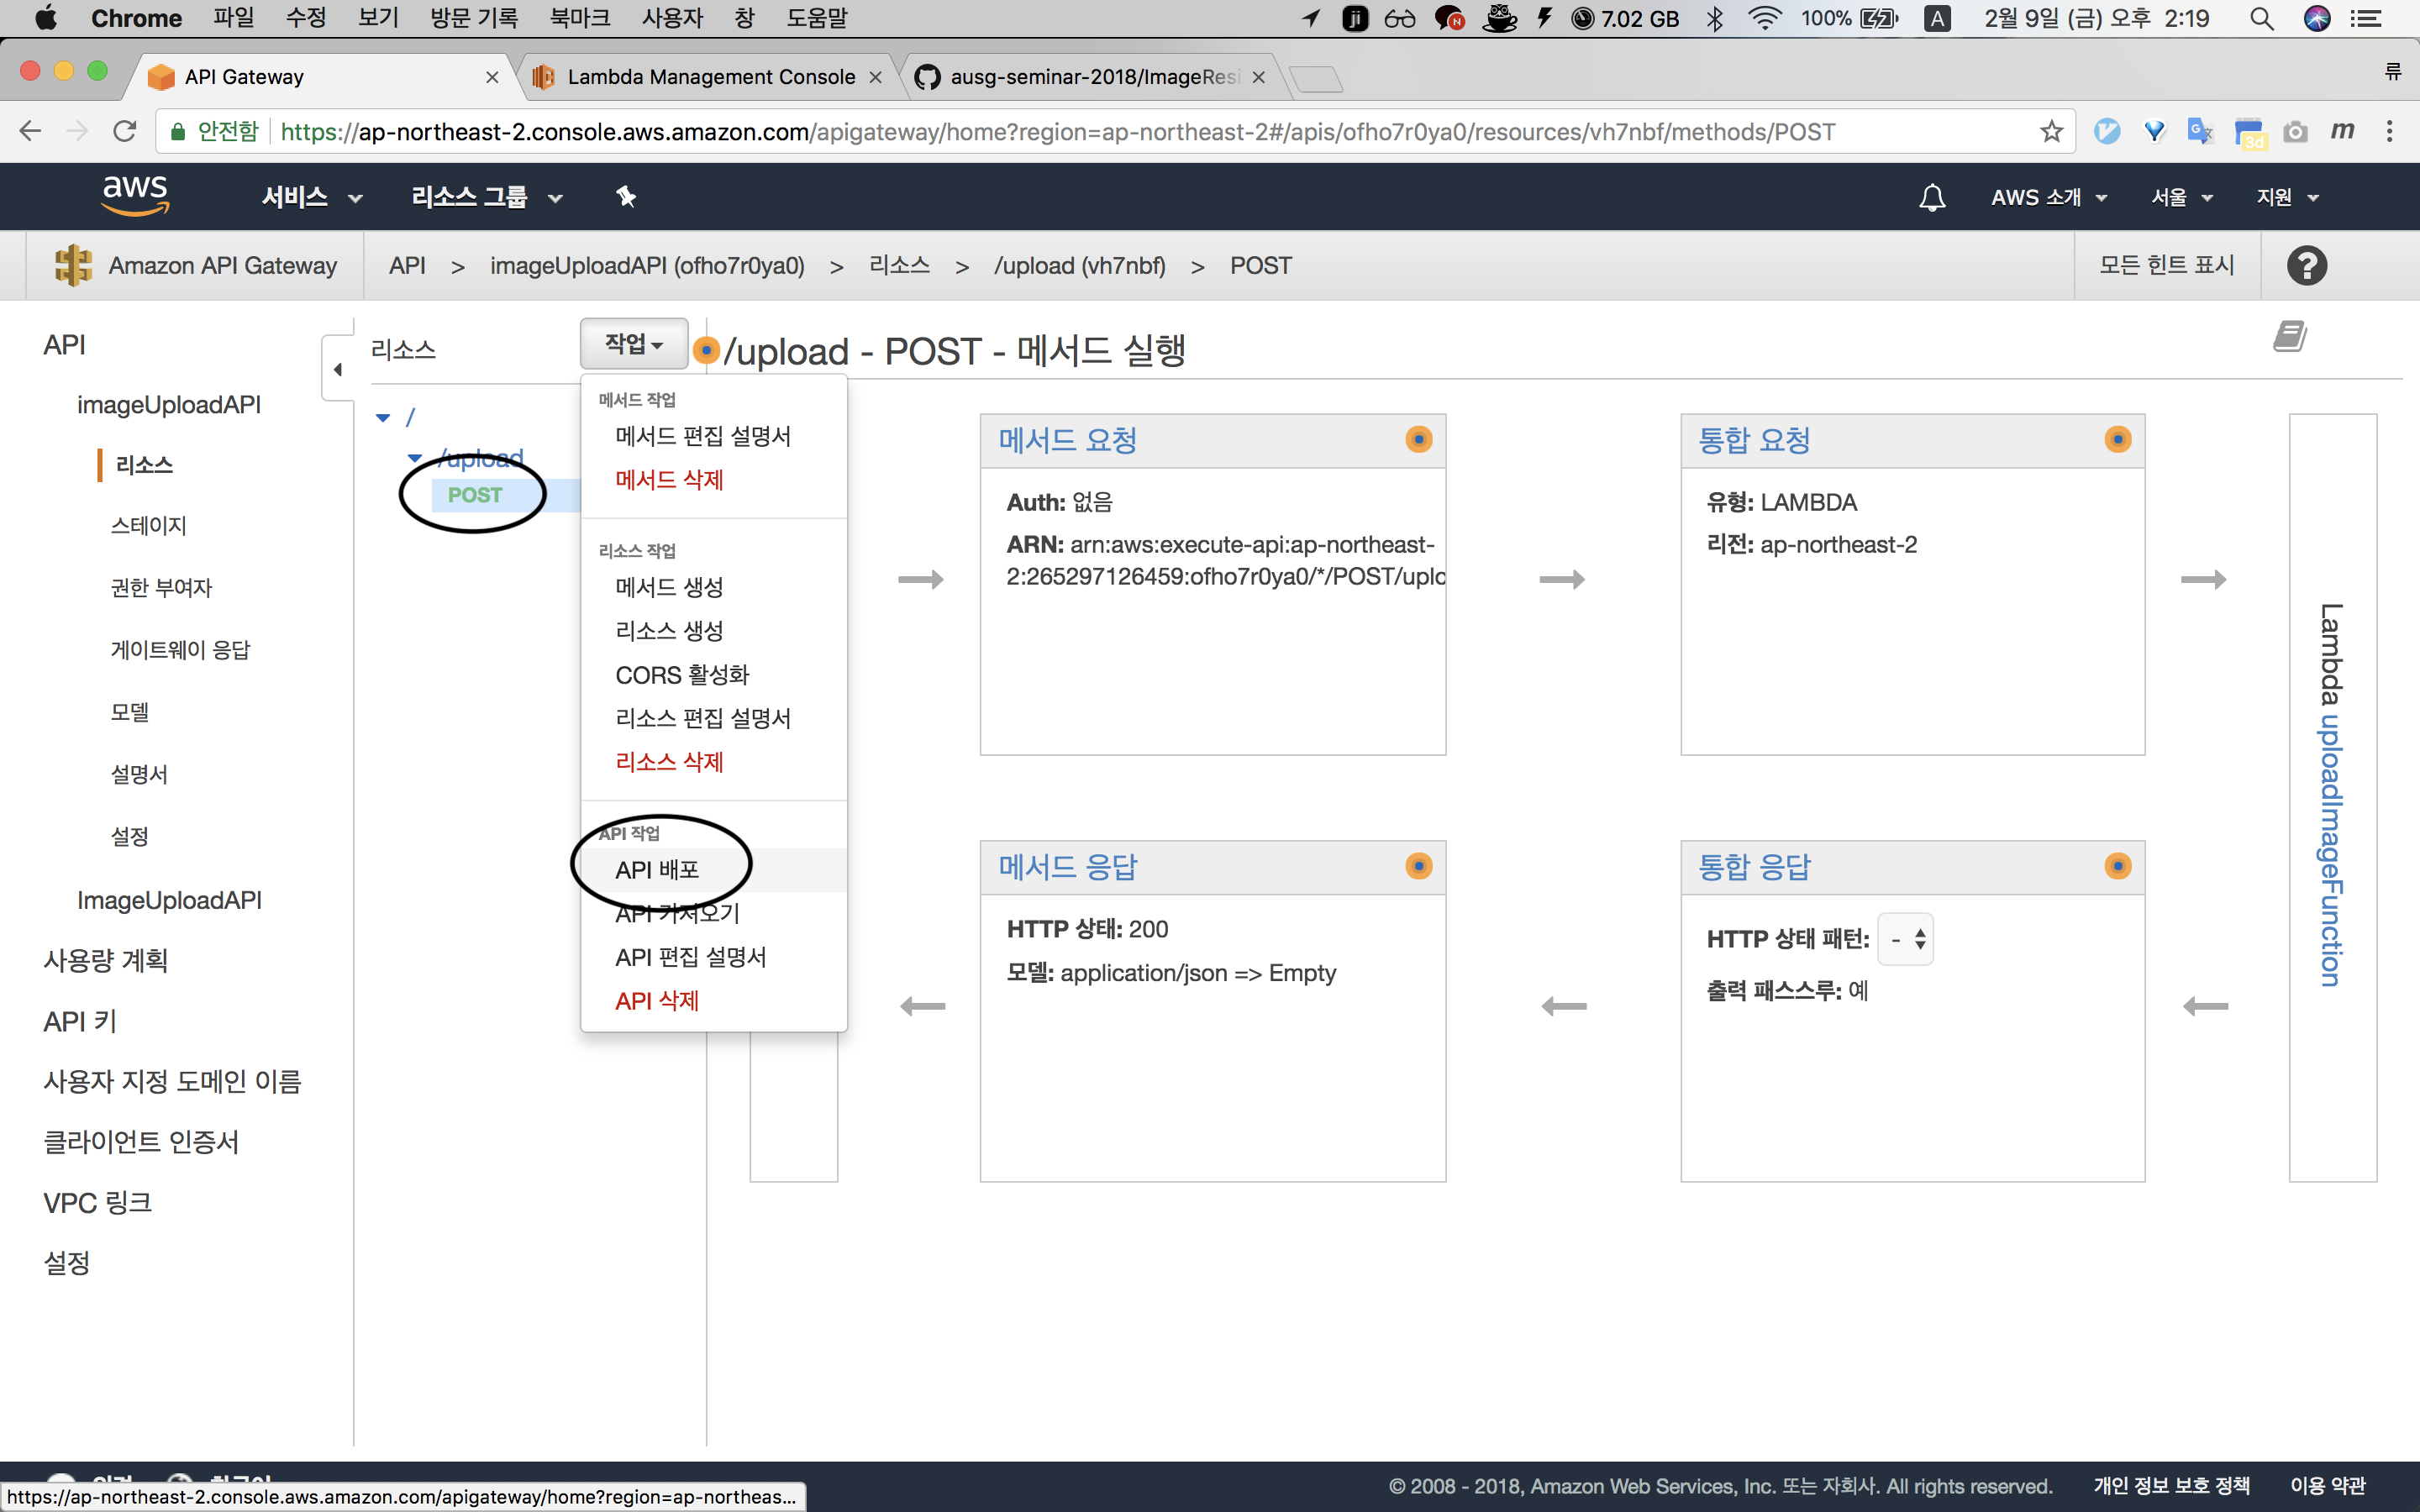 Chrome 파일 수정 보기 방문 기록 북마크 사용자 창 도움말 7.02 GB 100% A 2월 9일 (금) 오후 2:19
API Gateway
Lambda Management Console
ausg-seminar-2018/ImageResi
류
안전함 https://ap-northeast-2.console.aws.amazon.com/apigateway/home?region=ap-northeast-2#/apis/ofho7r0ya0/resources/vh7nbf/methods/POST
3d m
aws 서비스 리소스 그룹 AWS 소개 서울 지원
Amazon API Gateway API > imageUploadAPI (ofho7r0ya0) > 리소스 > /upload (vh7nbf) > POST 모든 힌트 표시 ?
API
imageUploadAPI
리소스
스테이지
권한 부여자
게이트웨이 응답
모델
설명서
설정
ImageUploadAPI
사용량 계획
API 키
사용자 지정 도메인 이름
클라이언트 인증서
VPC 링크
설정
리소스
작업
/
/upload
POST
메서드 작업
메서드 편집 설명서
메서드 삭제
리소스 작업
메서드 생성
리소스 생성
CORS 활성화
리소스 편집 설명서
리소스 삭제
API 작업
API 배포
API 가져오기
API 편집 설명서
API 삭제
/upload - POST - 메서드 실행
메서드 요청
Auth: 없음
ARN: arn:aws:execute-api:ap-northeast-
2:265297126459:ofho7r0ya0/*/POST/uplo
통합 요청
유형: LAMBDA
리전: ap-northeast-2
Lambda uploadImageFunction
메서드 응답
HTTP 상태: 200
모델: application/json => Empty
통합 응답
HTTP 상태 패턴: -
출력 패스스루: 예
의견 한국어
https://ap-northeast-2.console.aws.amazon.com/apigateway/home?region=ap-northeas...
© 2008 - 2018, Amazon Web Services, Inc. 또는 자회사. All rights reserved. 개인 정보 보호 정책 이용 약관